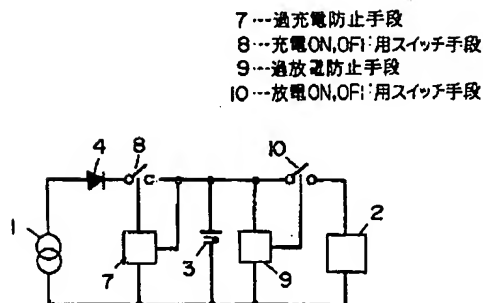 7…過充電防止手段
8…充電ON,OFF用スイッチ手段
9…過放電防止手段
10…放電ON,OFF用スイッチ手段
4 8 10
1 2
7 3 9